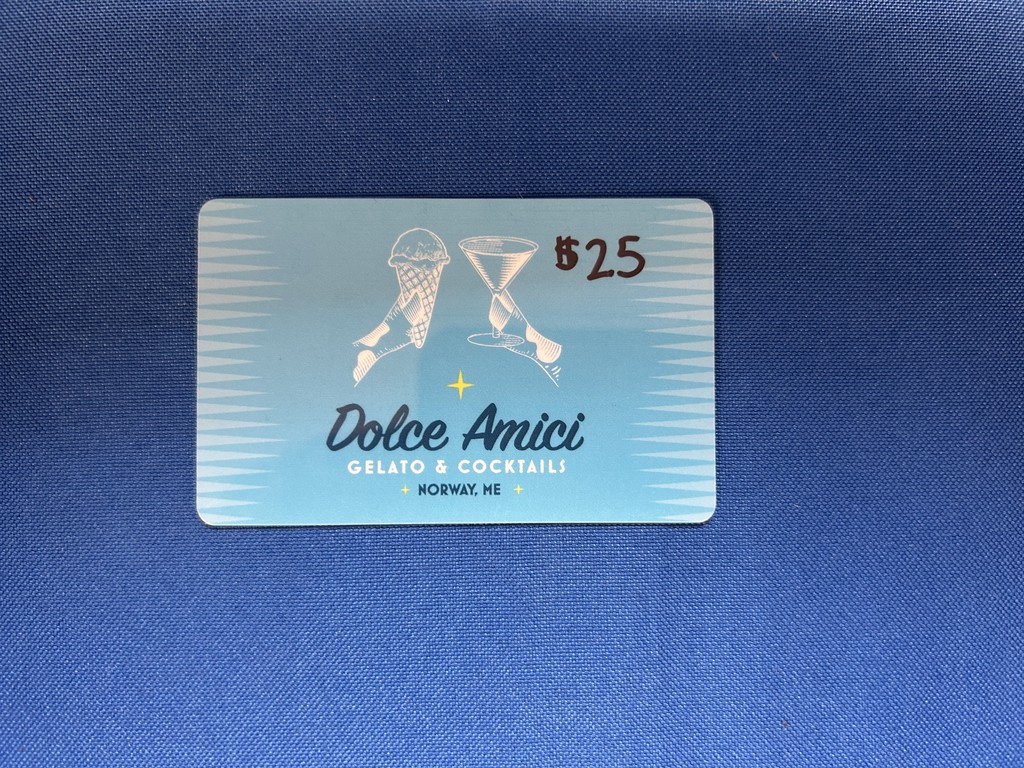 $25
Dolce Amici
GELATO & COCKTAILS
NORWAY, ME